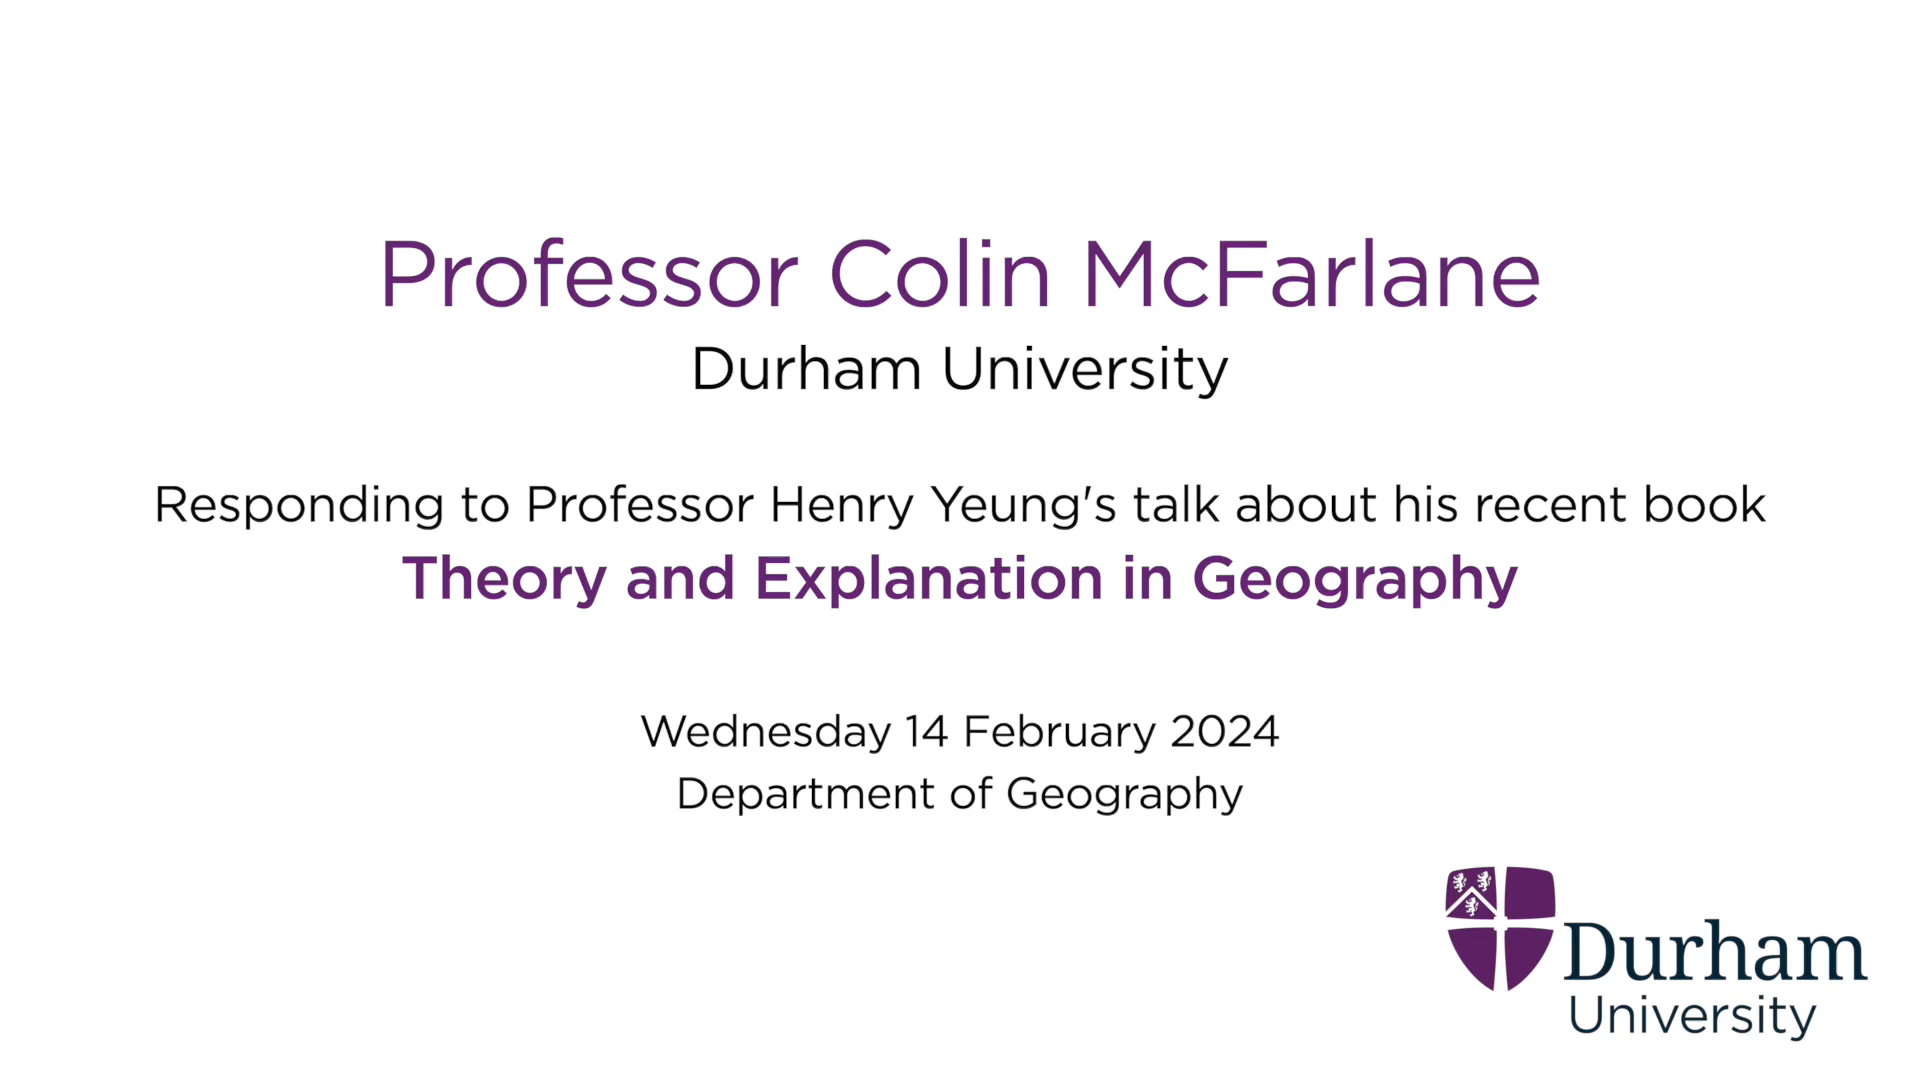 Professor Colin McFarlane
Durham University
Responding to Professor Henry Yeung's talk about his recent book
Theory and Explanation in Geography
Wednesday 14 February 2024
Department of Geography
Durham
University